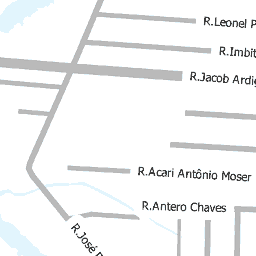 R.Leonel P
R.Imbit
R.Jacob Ardig
R.Acari Antônio Moser
R.Antero Chaves
R.José